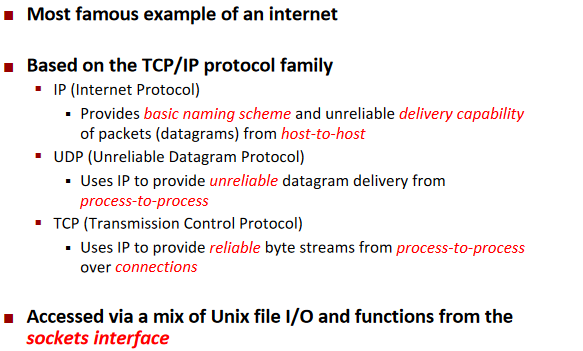 Most famous example of an internet
Based on the TCP/IP protocol family
IP (Internet Protocol)
Provides basic naming scheme and unreliable delivery capability
of packets (datagrams) from host-to-host
UDP (Unreliable Datagram Protocol)
Uses IP to provide unreliable datagram delivery from
process-to-process
TCP (Transmission Control Protocol)
Uses IP to provide reliable byte streams from process-to-process
over connections
Accessed via a mix of Unix file I/O and functions from the
sockets interface